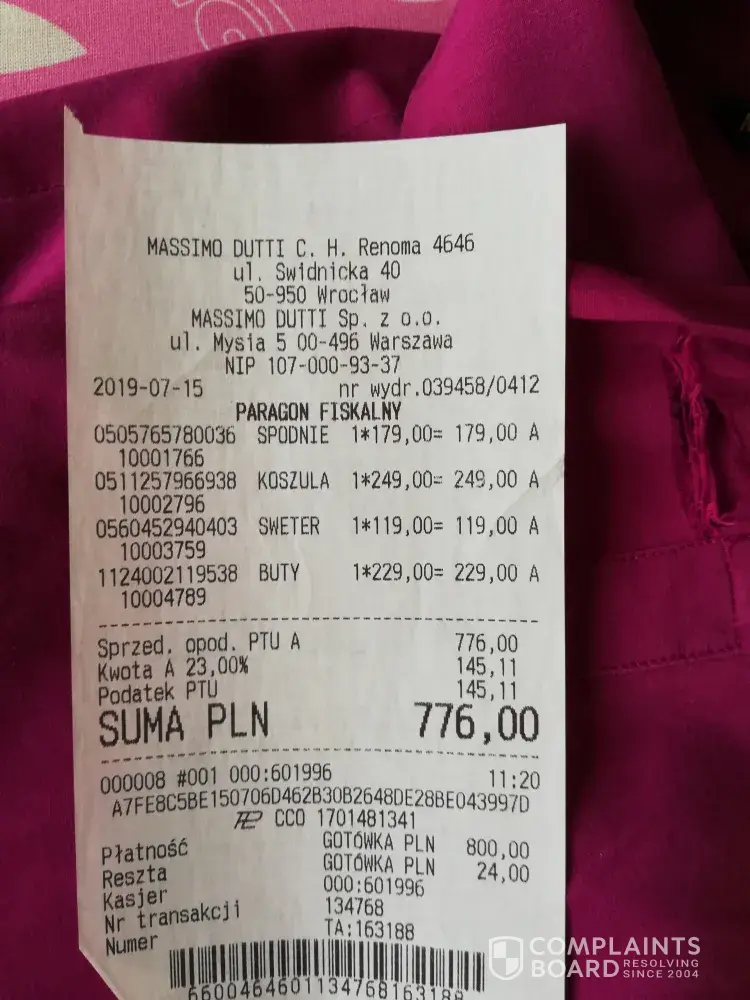 MASSIMO DUTTI C. H. Renoma 4646
ul. Swidnicka 40
50-950 Wrocław
MASSIMO DUTTI Sp. z o.o.
ul. Mysia 5 00-496 Warszawa
NIP 107-000-93-37
2019-07-15 nr wydr.039458/0412
PARAGON FISKALNY
0505765780036 SPODNIE 1*179,00= 179,00 A
10001766
0511257966938 KOSZULA 1*249,00= 249,00 A
10002796
0560452940403 SWETER 1*119,00= 119,00 A
10003759
1124002119538 BUTY 1*229,00= 229,00 A
10004789
Sprzed. opod. PTU A 776,00
Kwota A 23,00% 145,11
Podatek PTU 145,11
SUMA PLN 776,00
000008 #001 000:601996 11:20
A7FE8C5BE150706D462B30B2648DE28BE043997D
CCO 1701481341
Płatność GOTÓWKA PLN 800,00
Reszta GOTÓWKA PLN 24,00
Kasjer 000:601996
Nr transakcji 134768
Numer TA:163188
6600464601134768163188
COMPLAINTS
BOARD RESOLVING
SINCE 2004